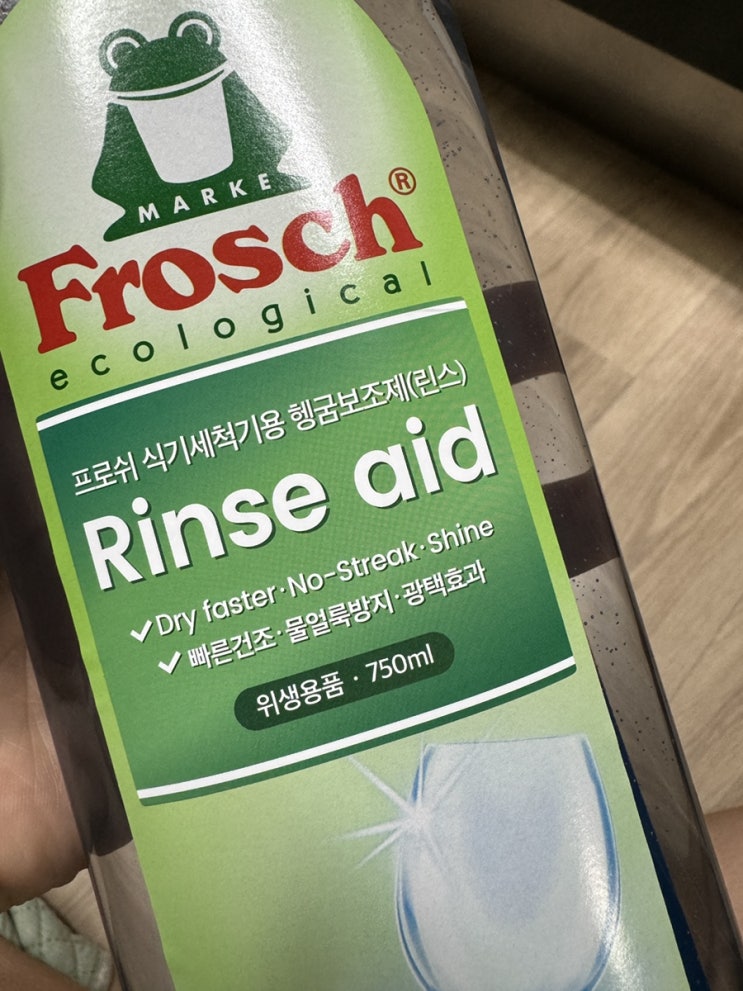 MARKE
Frosch®
ecological
프로쉬 식기세척기용 헹굼보조제(린스)
Rinse aid
✓Dry faster·No-Streak·Shine
✓빠른건조·물얼룩방지·광택효과
위생용품 · 750ml